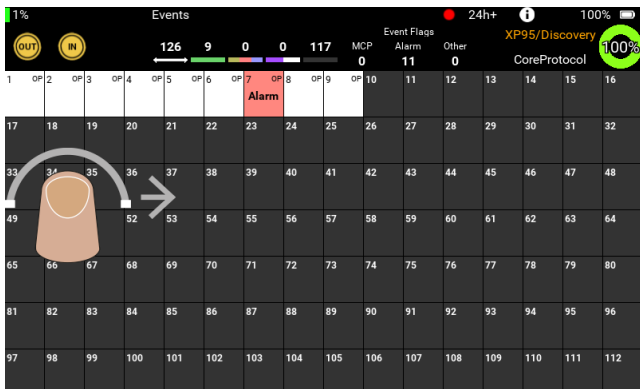 1% Events 24h+ i 100%
Event Flags XP95/Discovery
OUT IN 126 9 0 0 117 MCP Alarm Other 100%
0 11 0 CoreProtocol
1 OP 2 OP 3 OP 4 OP 5 OP 6 OP 7 OP 8 OP 9 OP 10 11 12 13 14 15 16
Alarm
17 18 19 20 21 22 23 24 25 26 27 28 29 30 31 32
33 34 35 36 37 38 39 40 41 42 43 44 45 46 47 48
49 52 53 54 55 56 57 58 59 60 61 62 63 64
65 66 67 68 69 70 71 72 73 74 75 76 77 78 79 80
81 82 83 84 85 86 87 88 89 90 91 92 93 94 95 96
97 98 99 100 101 102 103 104 105 106 107 108 109 110 111 112